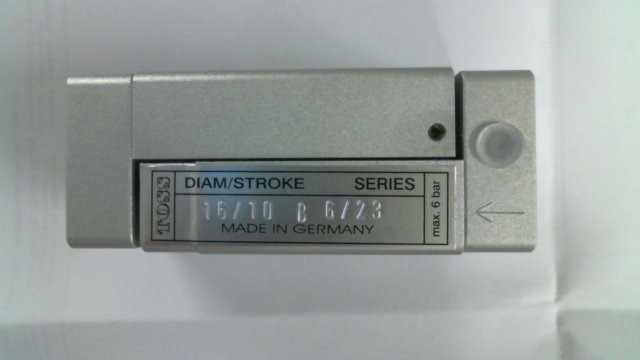 TOSS
DIAM/STROKE SERIES
16/10 B 6/23
MADE IN GERMANY
max. 6 bar